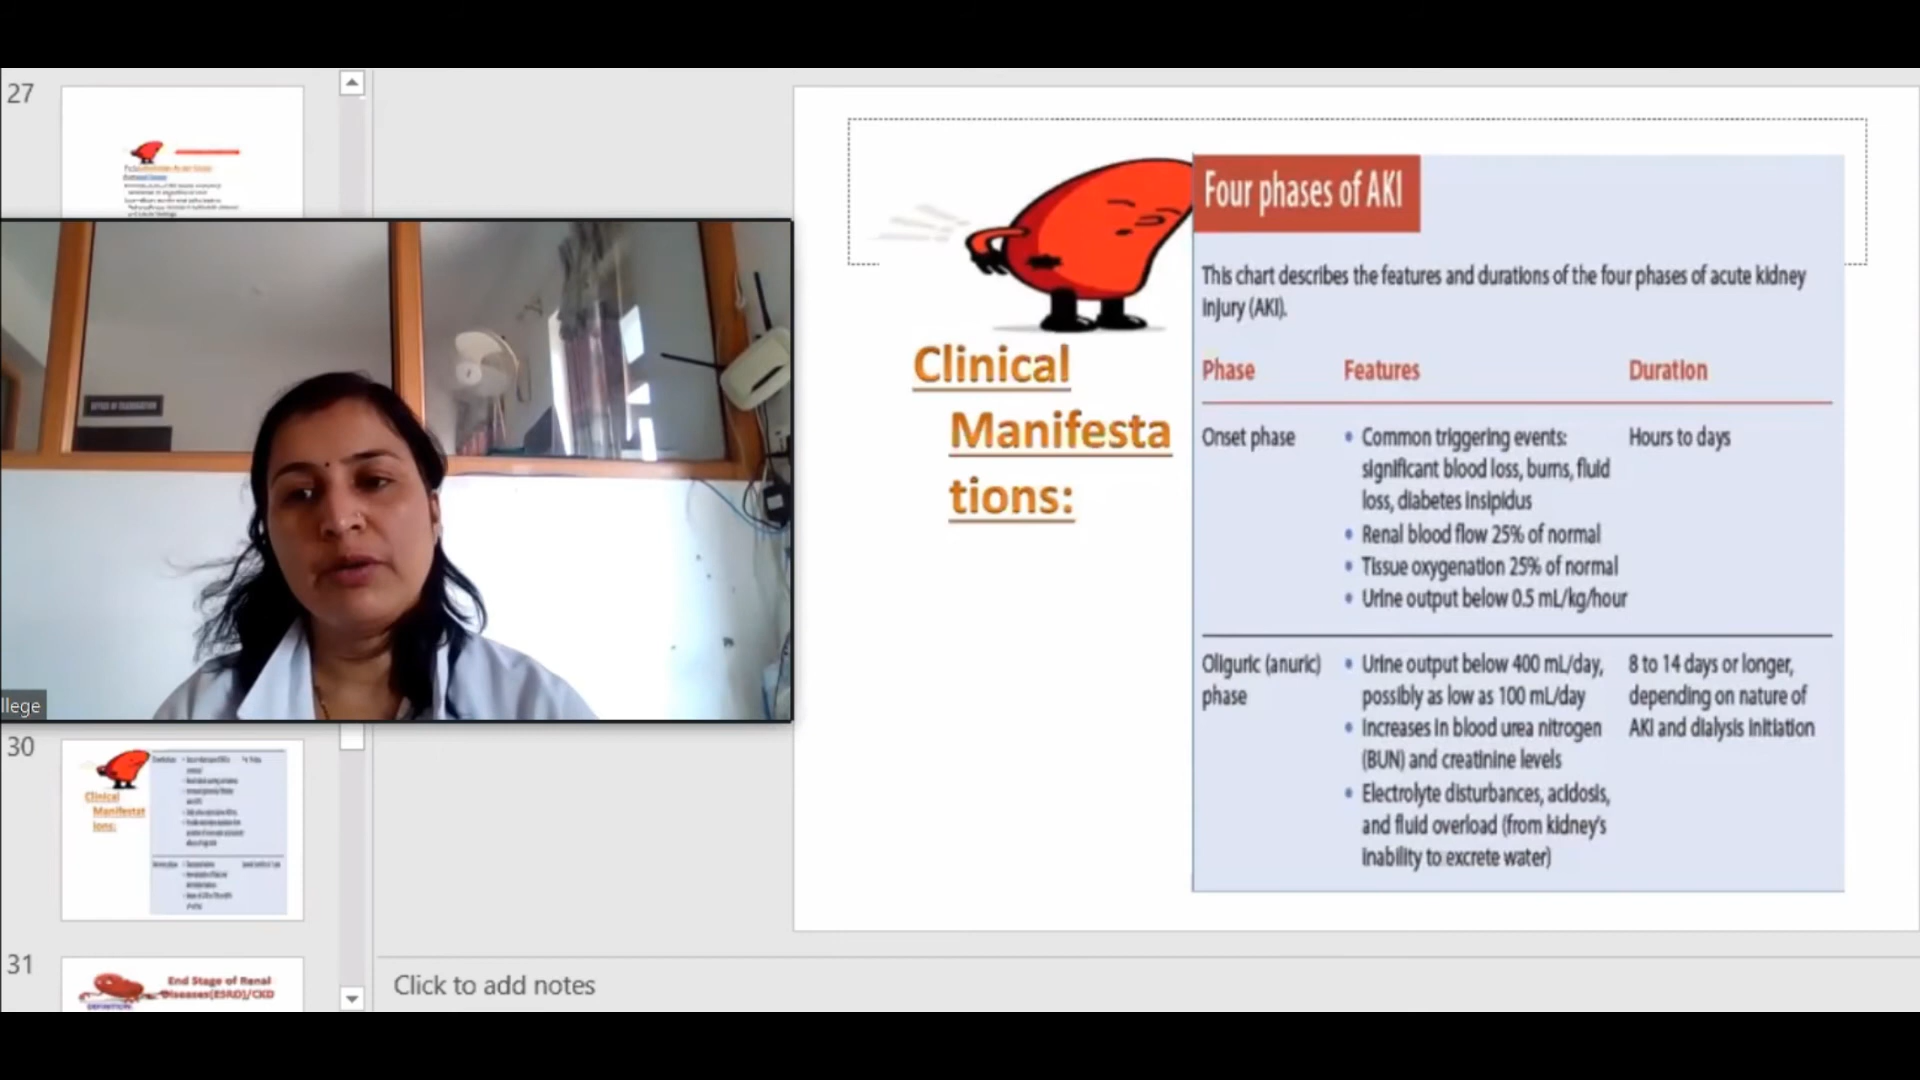 27
OFFICE OF EXAMINATION
llege
30
Clinical
Manifestat
ions:
31
End Stage of Renal
Diseases(ESRD)/CKD
DEFINITION:
Clinical
Manifesta
tions:
Four phases of AKI
This chart describes the features and durations of the four phases of acute kidney
injury (AKI).
Phase Features Duration
Onset phase • Common triggering events: Hours to days
significant blood loss, burns, fluid
loss, diabetes insipidus
• Renal blood flow 25% of normal
• Tissue oxygenation 25% of normal
• Urine output below 0.5 mL/kg/hour
Oliguric (anuric) • Urine output below 400 mL/day, 8 to 14 days or longer,
phase possibly as low as 100 mL/day depending on nature of
• Increases in blood urea nitrogen AKI and dialysis initiation
(BUN) and creatinine levels
• Electrolyte disturbances, acidosis,
and fluid overload (from kidney's
inability to excrete water)
Click to add notes